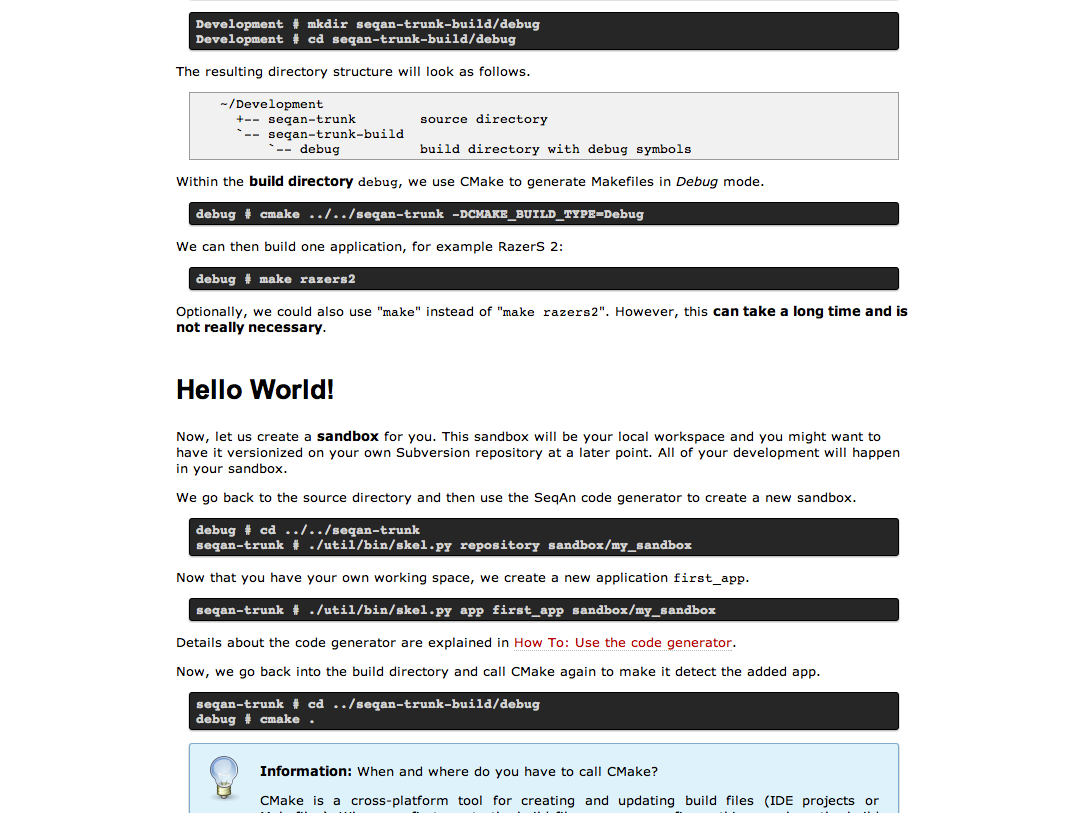 Development # mkdir seqan-trunk-build/debug
Development # cd seqan-trunk-build/debug
The resulting directory structure will look as follows.
~/Development
+-- seqan-trunk        source directory
`-- seqan-trunk-build
`-- debug          build directory with debug symbols
Within the build directory debug, we use CMake to generate Makefiles in Debug mode.
debug # cmake ../../seqan-trunk -DCMAKE_BUILD_TYPE=Debug
We can then build one application, for example RazerS 2:
debug # make razers2
Optionally, we could also use "make" instead of "make razers2". However, this can take a long time and is
not really necessary.
Hello World!
Now, let us create a sandbox for you. This sandbox will be your local workspace and you might want to
have it versionized on your own Subversion repository at a later point. All of your development will happen
in your sandbox.
We go back to the source directory and then use the SeqAn code generator to create a new sandbox.
debug # cd ../../seqan-trunk
seqan-trunk # ./util/bin/skel.py repository sandbox/my_sandbox
Now that you have your own working space, we create a new application first_app.
seqan-trunk # ./util/bin/skel.py app first_app sandbox/my_sandbox
Details about the code generator are explained in How To: Use the code generator.
Now, we go back into the build directory and call CMake again to make it detect the added app.
seqan-trunk # cd ../seqan-trunk-build/debug
debug # cmake .
Information: When and where do you have to call CMake?
CMake is a cross-platform tool for creating and updating build files (IDE projects or